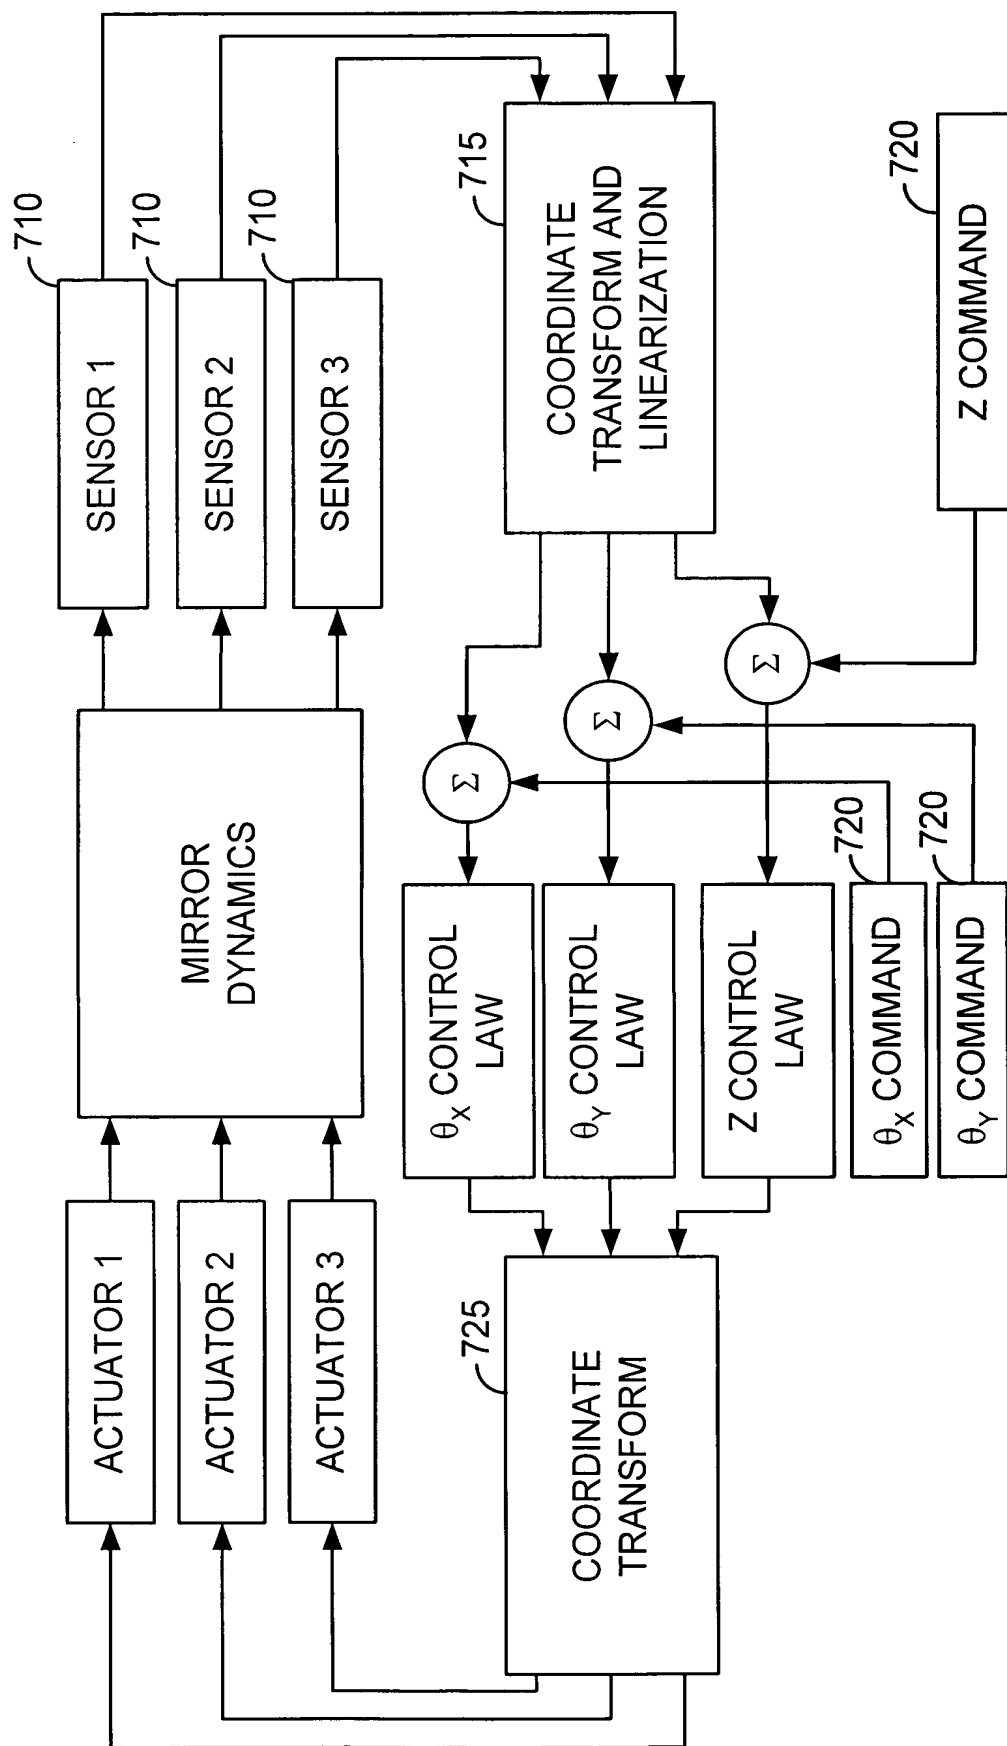 ACTUATOR 1
ACTUATOR 2
ACTUATOR 3
MIRROR
DYNAMICS
710
SENSOR 1
710
SENSOR 2
710
SENSOR 3
725
COORDINATE
TRANSFORM
θX CONTROL
LAW
θY CONTROL
LAW
Z CONTROL
LAW
Σ
Σ
Σ
715
COORDINATE
TRANSFORM AND
LINEARIZATION
720
θX COMMAND
720
θY COMMAND
720
Z COMMAND